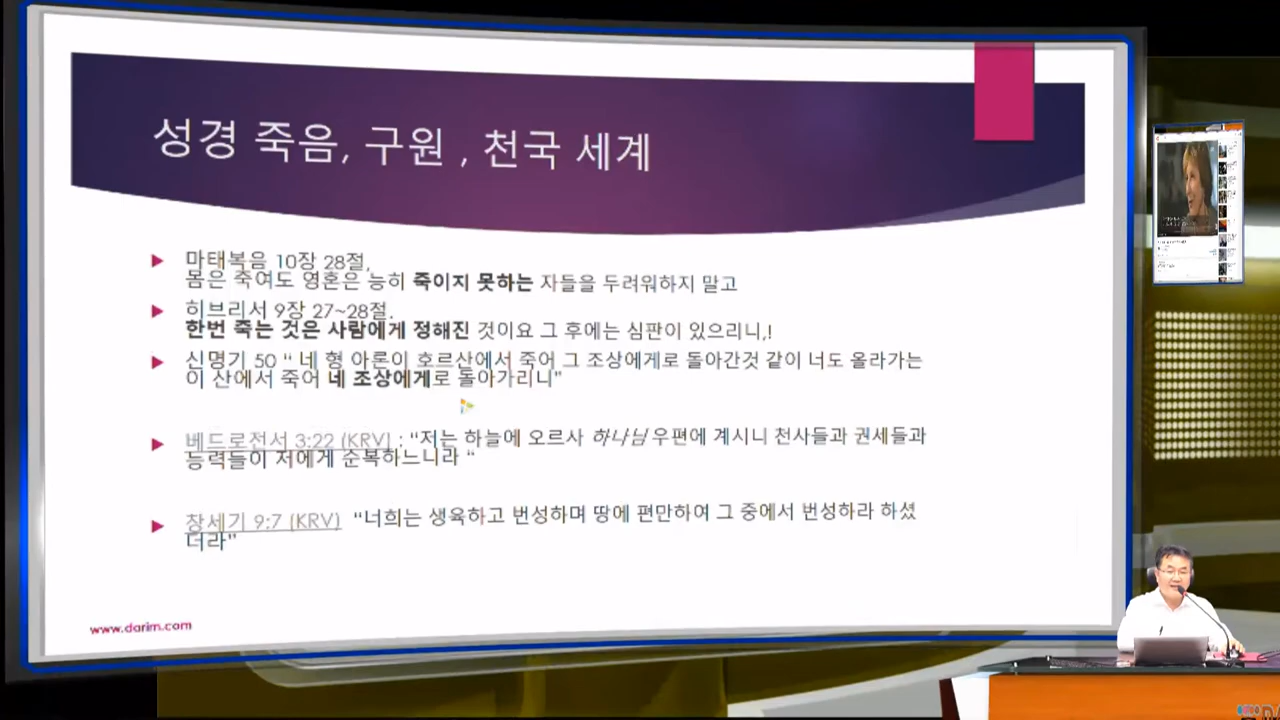 성경 죽음, 구원 , 천국 세계
마태복음 10장 28절,
몸은 죽여도 영혼은 능히 죽이지 못하는 자들을 두려워하지 말고
히브리서 9장 27~28절.
한번 죽는 것은 사람에게 정해진 것이요 그 후에는 심판이 있으리니,!
신명기 50 “ 네 형 아론이 호르산에서 죽어 그 조상에게로 돌아간것 같이 너도 올라가는
이 산에서 죽어 네 조상에게로 돌아가리니”
베드로전서 3:22 (KRV) : “저는 하늘에 오르사 하나님 우편에 계시니 천사들과 권세들과
능력들이 저에게 순복하느니라 “
창세기 9:7 (KRV) “너희는 생육하고 번성하며 땅에 편만하여 그 중에서 번성하라 하셨
더라”
www.darim.com